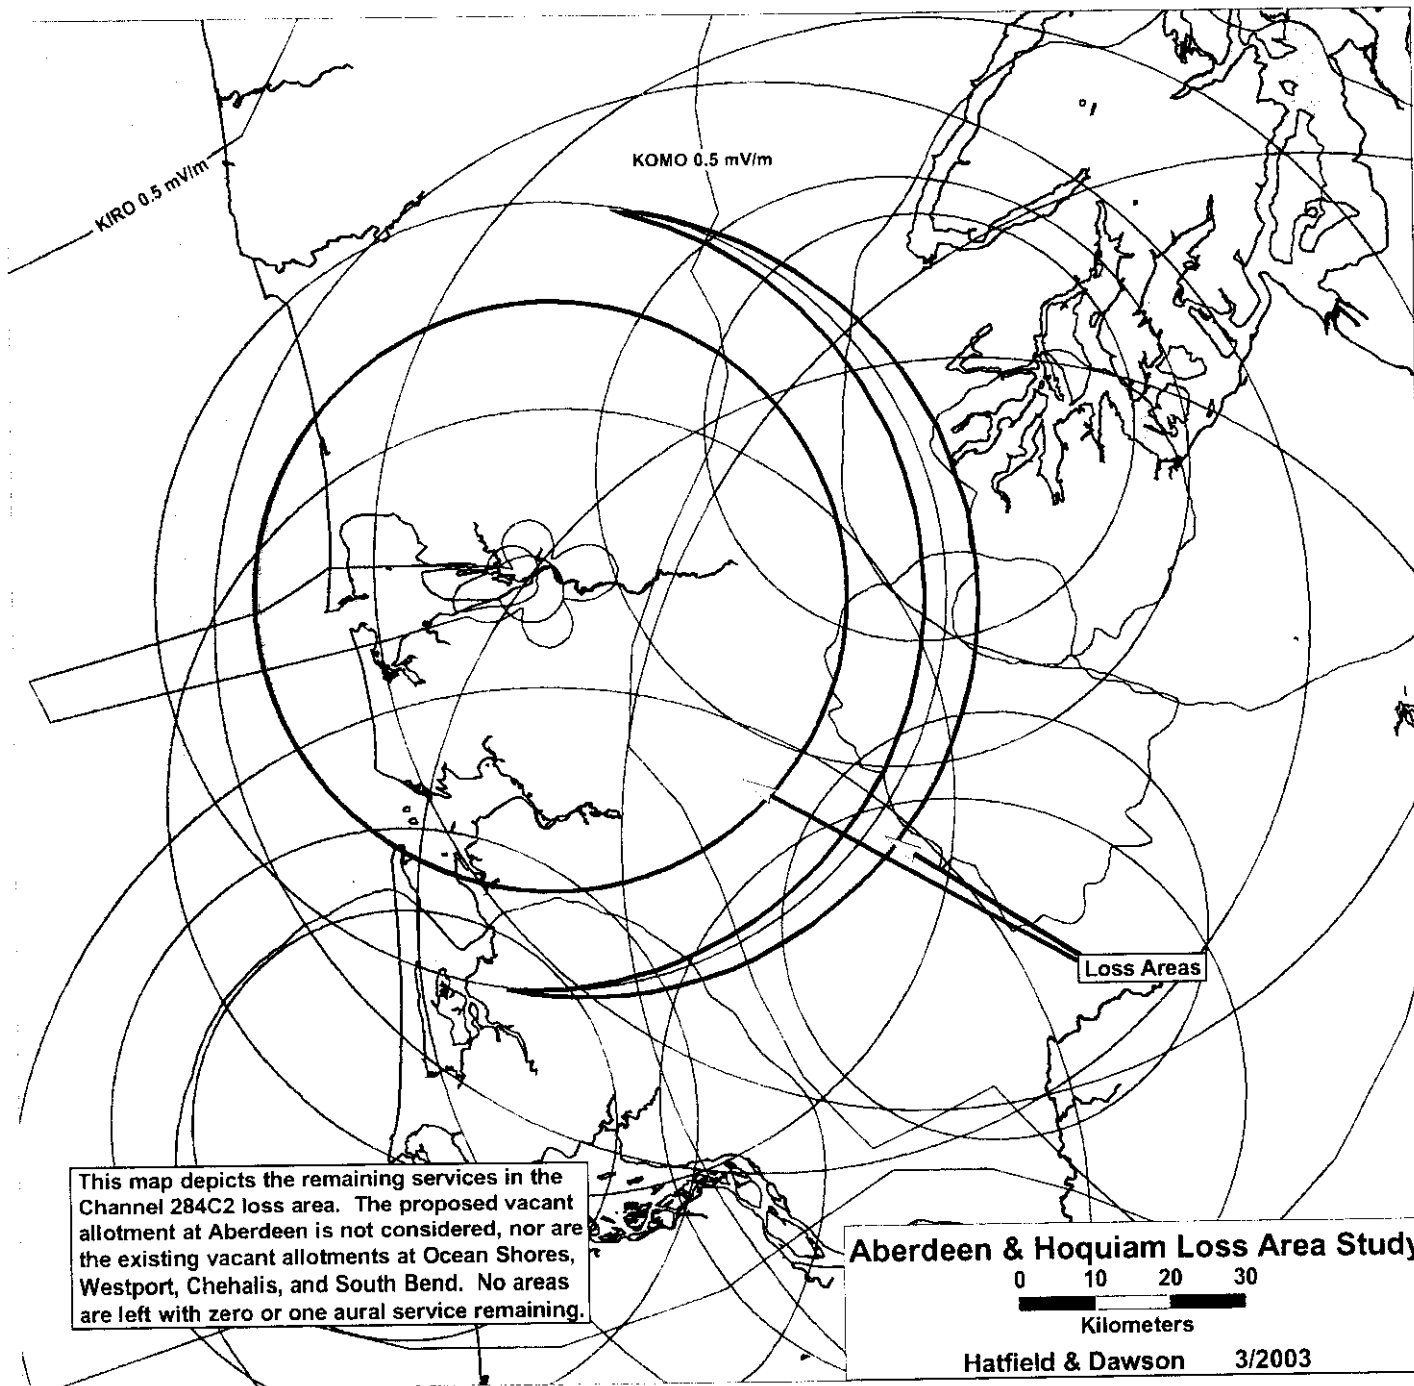 KOMO 0.5 mV/m
KIRO 0.5 mV/m
Loss Areas
This map depicts the remaining services in the
Channel 284C2 loss area. The proposed vacant
allotment at Aberdeen is not considered, nor are
the existing vacant allotments at Ocean Shores,
Westport, Chehalis, and South Bend. No areas
are left with zero or one aural service remaining.
Aberdeen & Hoquiam Loss Area Study
0 10 20 30
Kilometers
Hatfield & Dawson 3/2003